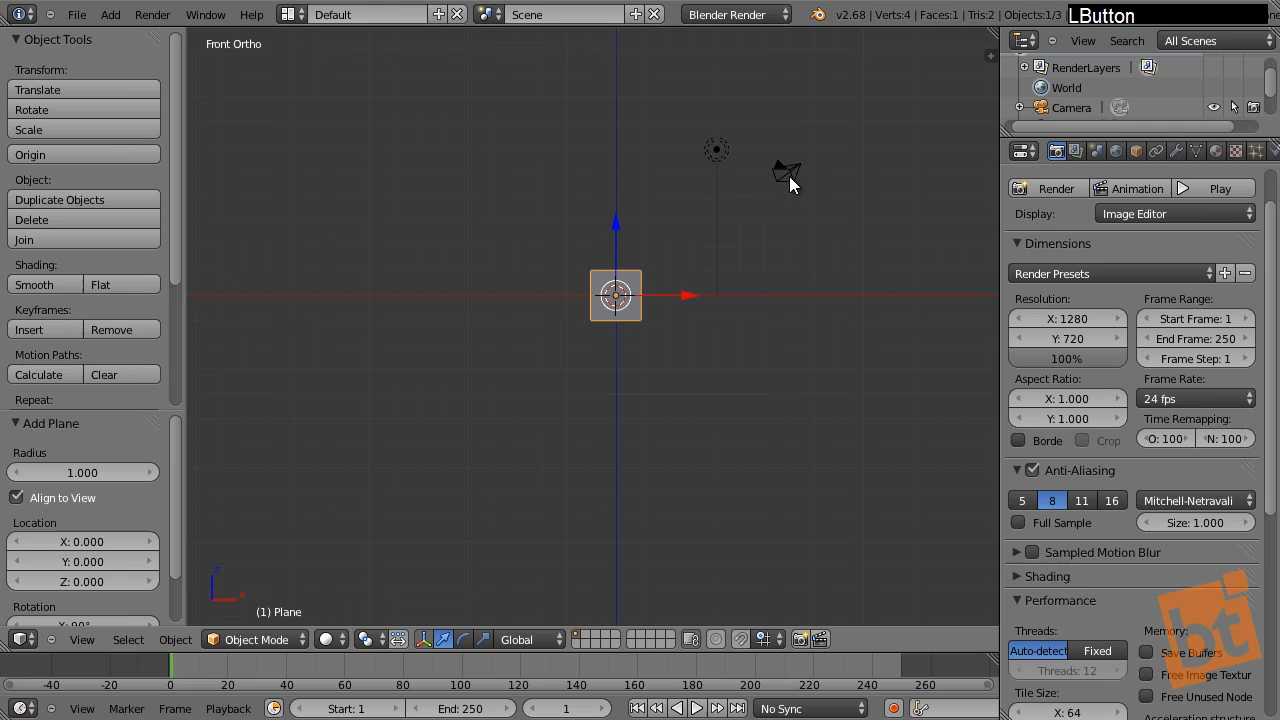 File Add Render Window Help Default Scene Blender Render v2.68 | Verts:4 | Faces:1 | Tris:2 | Objects:1/3
LButton
Object Tools
Transform:
Translate
Rotate
Scale
Origin
Object:
Duplicate Objects
Delete
Join
Shading:
Smooth Flat
Keyframes:
Insert Remove
Motion Paths:
Calculate Clear
Repeat:
Add Plane
Radius
1.000
Align to View
Location
X: 0.000
Y: 0.000
Z: 0.000
Rotation
Front Ortho
z
x
(1) Plane
View Select Object Object Mode Global
-40 -20 0 20 40 60 80 100 120 140 160 180 200 220 240 260
View Marker Frame Playback Start: 1 End: 250 1 No Sync
View Search All Scenes
RenderLayers
World
Camera
Render Animation Play
Display: Image Editor
Dimensions
Render Presets
Resolution: Frame Range:
X: 1280 Start Frame: 1
Y: 720 End Frame: 250
100% Frame Step: 1
Aspect Ratio: Frame Rate:
X: 1.000 24 fps
Y: 1.000 Time Remapping:
Borde Crop O: 100 N: 100
Anti-Aliasing
5 8 11 16 Mitchell-Netravali
Full Sample Size: 1.000
Sampled Motion Blur
Shading
Performance
Threads: Memory:
Auto-detect Fixed Save Buffers
Threads: 12 Free Image Textur
Tile Size: Free Unused Node
X: 64 Acceleration structure
bt